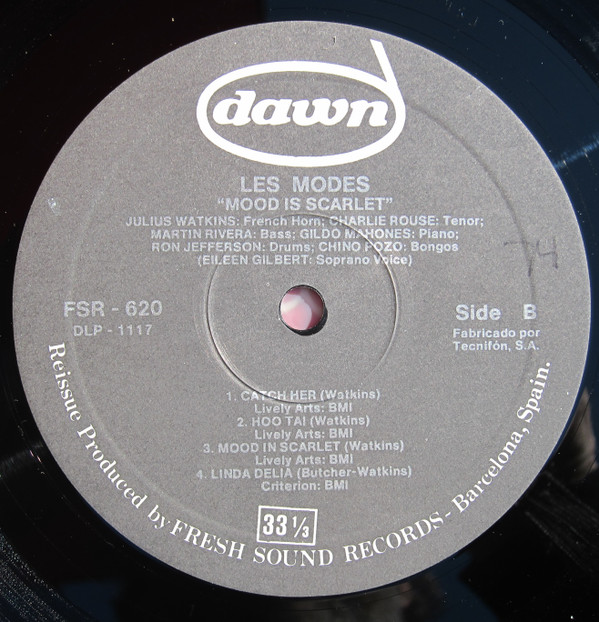 dawn
LES MODES
"MOOD IS SCARLET"
JULIUS WATKINS: French Horn; CHARLIE ROUSE: Tenor;
MARTIN RIVERA: Bass; GILDO MAHONES: Piano;
RON JEFFERSON: Drums; CHINO POZO: Bongos
(EILEEN GILBERT: Soprano Voice)
74
FSR - 620
DLP - 1117
Side B
Fabricado por
Tecnifón, S.A.
1. CATCH HER (Watkins)
Lively Arts: BMI
2. HOO TAI (Watkins)
Lively Arts: BMI
3. MOOD IN SCARLET (Watkins)
Lively Arts: BMI
4. LINDA DELIA (Butcher-Watkins)
Criterion: BMI
33 1/3
Reissue Produced by FRESH SOUND RECORDS - Barcelona, Spain.